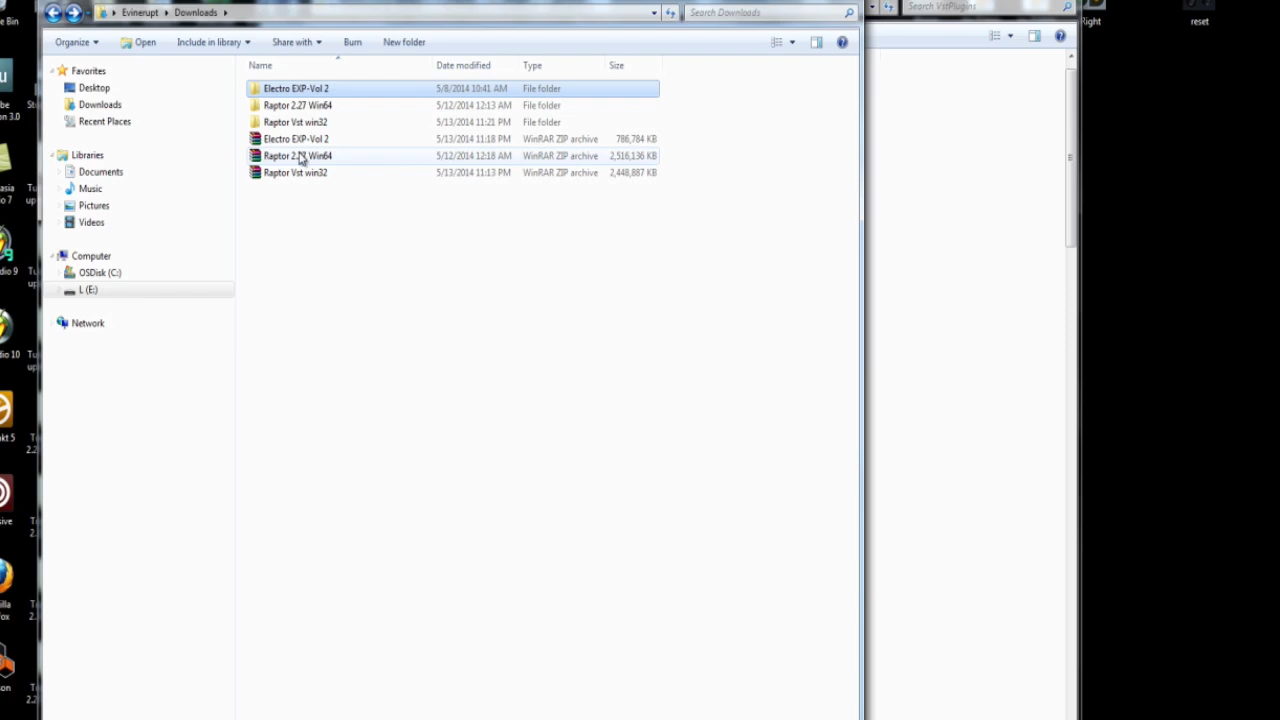 Evinerupt Downloads Search Downloads Search VstPlugins
Organize Open Include in library Share with Burn New folder
Name Date modified Type Size
Electro EXP-Vol 2 5/8/2014 10:41 AM File folder
Raptor 2.27 Win64 5/12/2014 12:13 AM File folder
Raptor Vst win32 5/13/2014 11:21 PM File folder
Electro EXP-Vol 2 5/13/2014 11:18 PM WinRAR ZIP archive 786,784 KB
Raptor Win64 5/12/2014 12:18 AM WinRAR ZIP archive 2,516,136 KB
Raptor Vst win32 5/13/2014 11:13 PM WinRAR ZIP archive 2,448,887 KB
Favorites
Desktop
Downloads
Recent Places
Libraries
Documents
Music
Pictures
Videos
Computer
OSDisk (C:)
L (E:)
Network
Right
reset